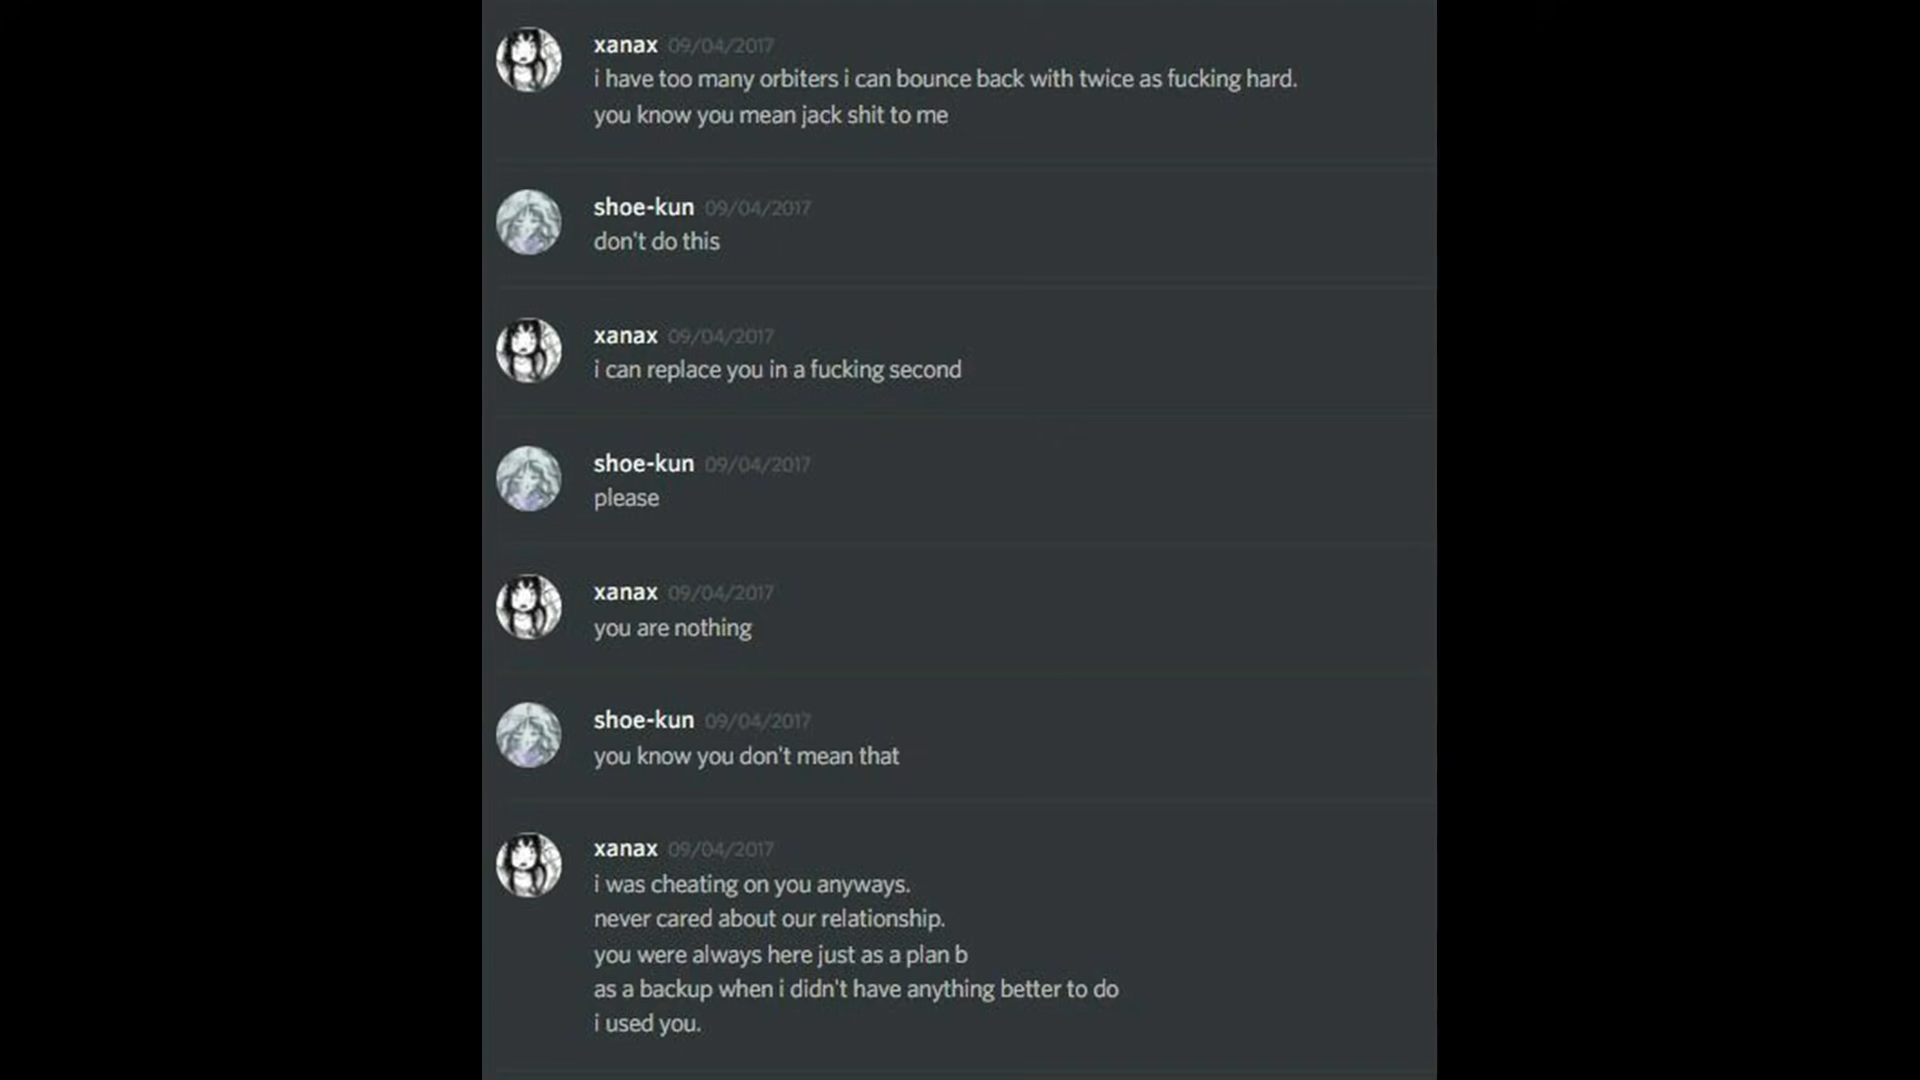 xanax 09/04/2017
i have too many orbiters i can bounce back with twice as fucking hard.
you know you mean jack shit to me
shoe-kun 09/04/2017
don't do this
xanax 09/04/2017
i can replace you in a fucking second
shoe-kun 09/04/2017
please
xanax 09/04/2017
you are nothing
shoe-kun 09/04/2017
you know you don't mean that
xanax 09/04/2017
i was cheating on you anyways.
never cared about our relationship.
you were always here just as a plan b
as a backup when i didn't have anything better to do
i used you.